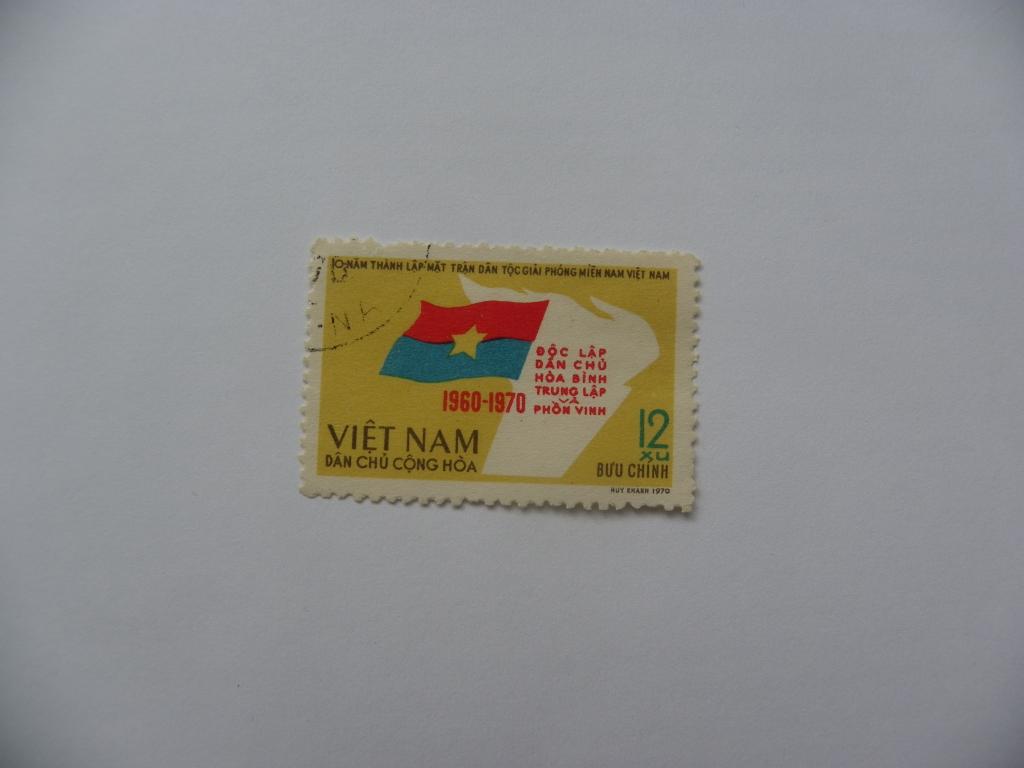 10 NĂM THÀNH LẬP MẶT TRẬN DÂN TỘC GIẢI PHÓNG MIỀN NAM VIỆT NAM
ĐỘC LẬP
DÂN CHỦ
HÒA BÌNH
TRUNG LẬP
VÀ
PHỒN VINH
1960-1970
VIỆT NAM
DÂN CHỦ CỘNG HÒA
12
xu
BƯU CHÍNH
HUY KHANH 1970